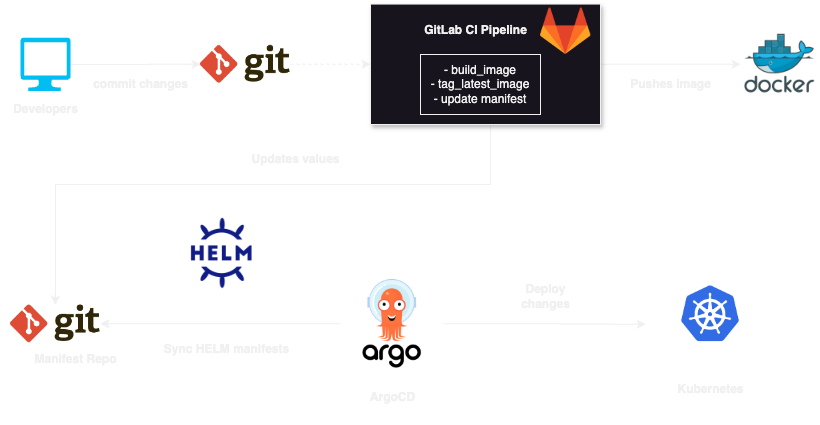 GitLab CI Pipeline
git
- build_image
- tag_latest_image
- update manifest
commit changes
Pushes image
docker
Developers
Updates values
HELM
Deploy
changes
git
argo
Manifest Repo
Sync HELM manifests
Kubernetes
ArgoCD